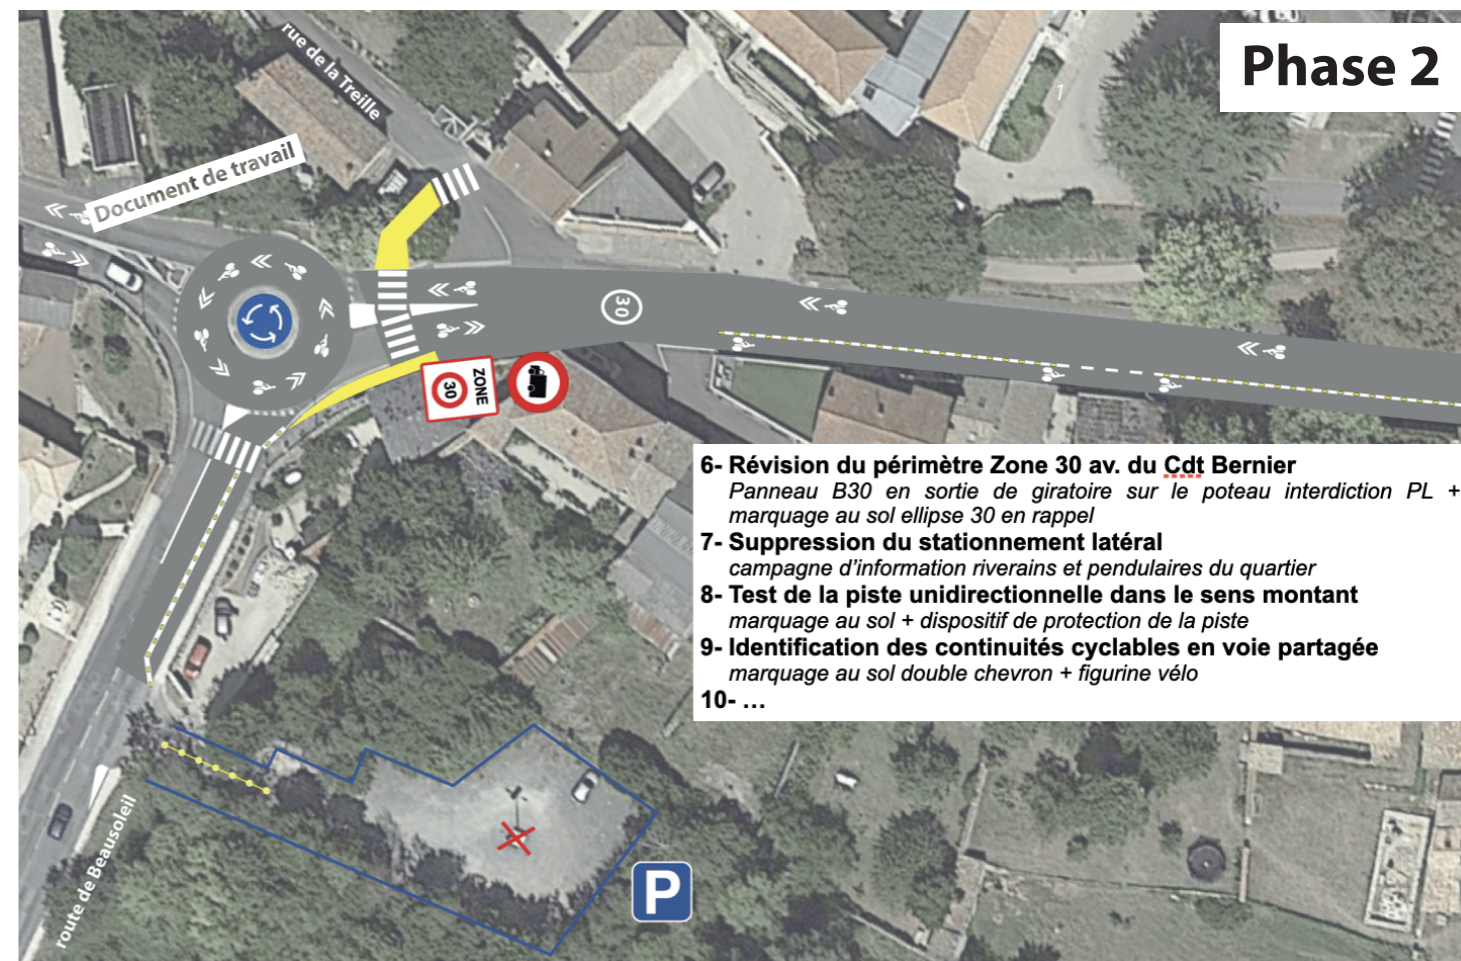 Phase 2
rue de la Treille
1
Document de travail
30
ZONE
30
6- Révision du périmètre Zone 30 av. du Cdt Bernier
Panneau B30 en sortie de giratoire sur le poteau interdiction PL +
marquage au sol ellipse 30 en rappel
7- Suppression du stationnement latéral
campagne d'information riverains et pendulaires du quartier
8- Test de la piste unidirectionnelle dans le sens montant
marquage au sol + dispositif de protection de la piste
9- Identification des continuités cyclables en voie partagée
marquage au sol double chevron + figurine vélo
10- ...
route de Beausoleil
P